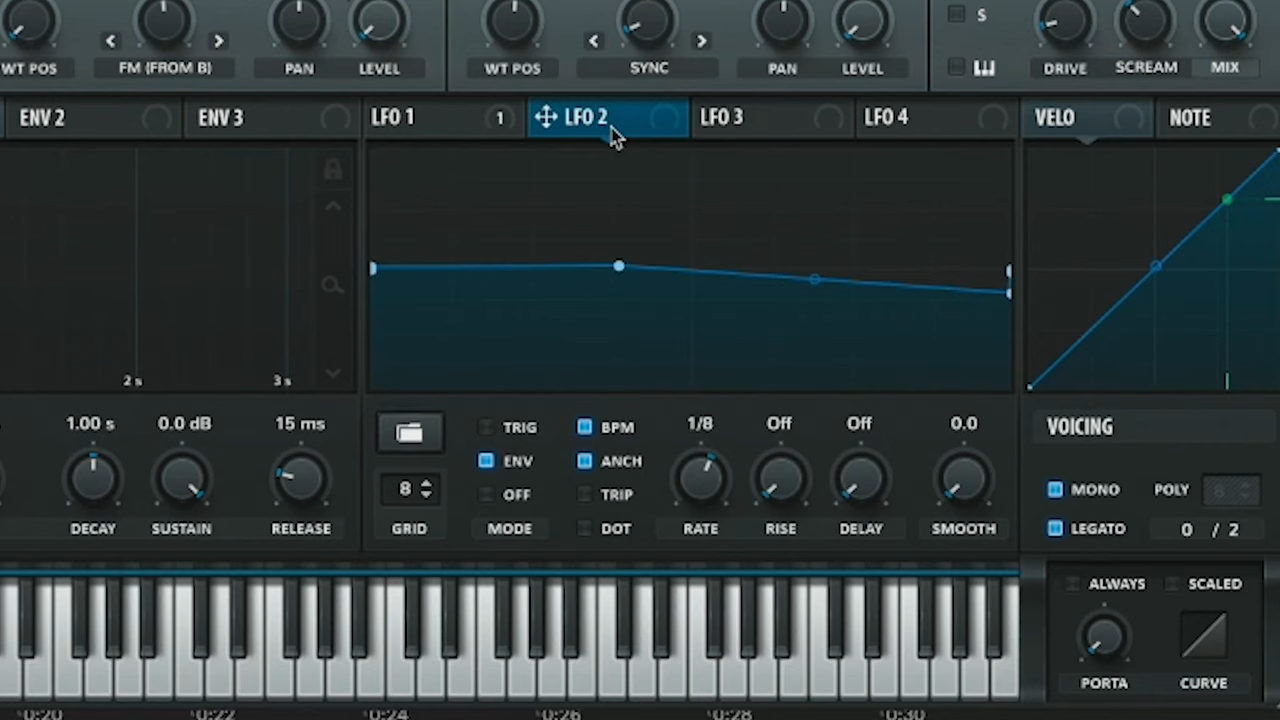 S
WT POS FM (FROM B) PAN LEVEL WT POS SYNC PAN LEVEL DRIVE SCREAM MIX
ENV 2 ENV 3 LFO 1 1 LFO 2 LFO 3 LFO 4 VELO NOTE
2 s 3 s
1.00 s 0.0 dB 15 ms TRIG BPM 1/8 Off Off 0.0 VOICING
ENV ANCH
8 OFF TRIP MONO POLY 8
DECAY SUSTAIN RELEASE GRID MODE DOT RATE RISE DELAY SMOOTH LEGATO 0 / 2
ALWAYS SCALED
PORTA CURVE
0:20 0:22 0:24 0:26 0:28 0:30